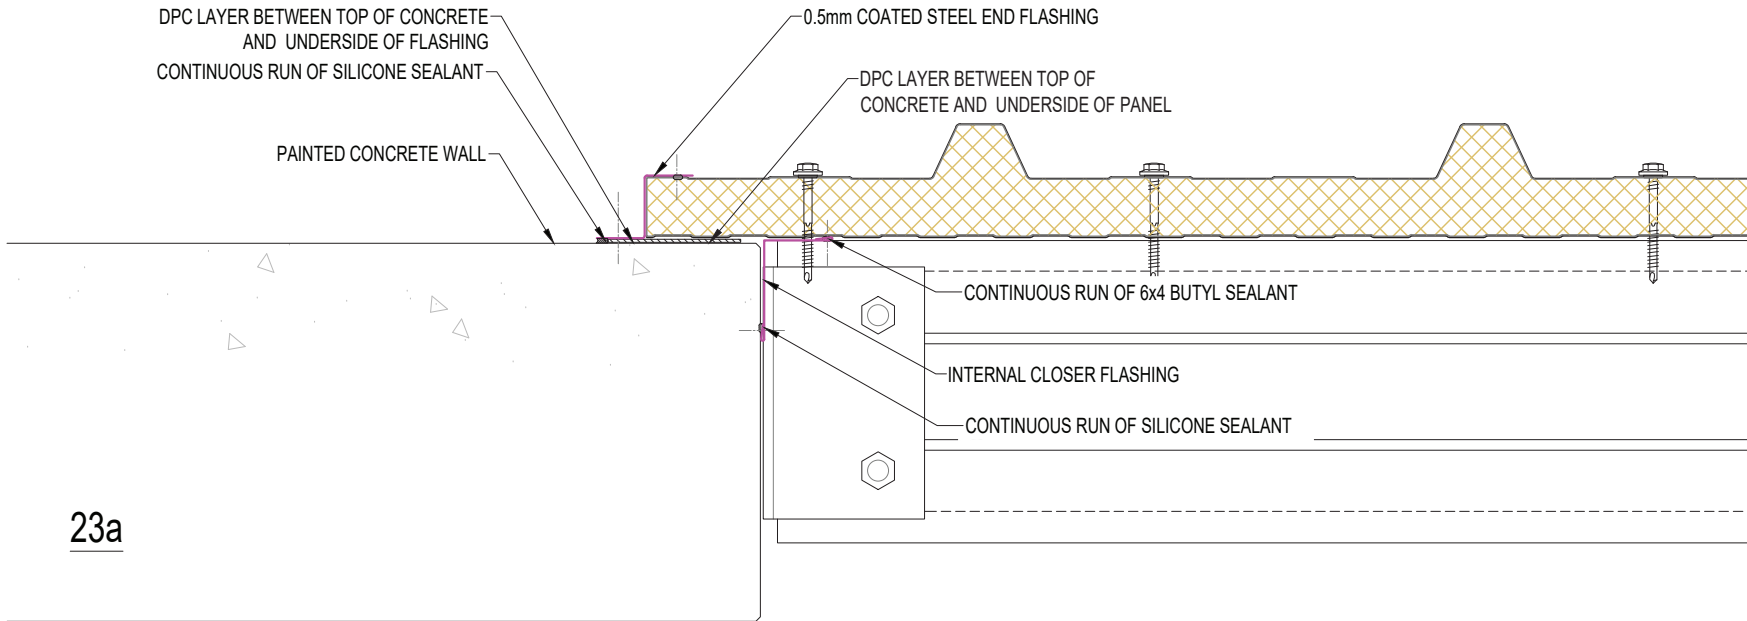 DPC LAYER BETWEEN TOP OF CONCRETE
AND UNDERSIDE OF FLASHING
CONTINUOUS RUN OF SILICONE SEALANT
PAINTED CONCRETE WALL
0.5mm COATED STEEL END FLASHING
DPC LAYER BETWEEN TOP OF
CONCRETE AND UNDERSIDE OF PANEL
CONTINUOUS RUN OF 6x4 BUTYL SEALANT
INTERNAL CLOSER FLASHING
CONTINUOUS RUN OF SILICONE SEALANT
23a